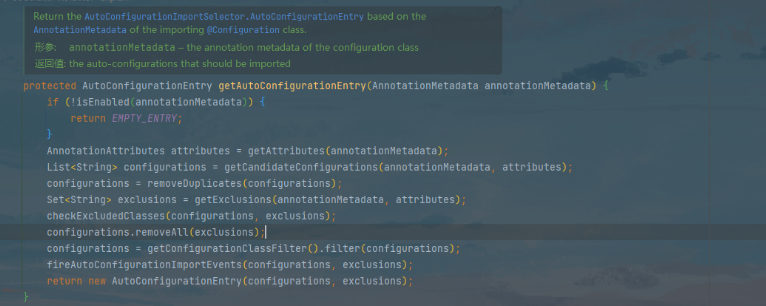 Return the AutoConfigurationImportSelector.AutoConfigurationEntry based on the
AnnotationMetadata of the importing @Configuration class.
形参: annotationMetadata – the annotation metadata of the configuration class
返回值: the auto-configurations that should be imported
protected AutoConfigurationEntry getAutoConfigurationEntry(AnnotationMetadata annotationMetadata) {
if (!isEnabled(annotationMetadata)) {
return EMPTY_ENTRY;
}
AnnotationAttributes attributes = getAttributes(annotationMetadata);
List<String> configurations = getCandidateConfigurations(annotationMetadata, attributes);
configurations = removeDuplicates(configurations);
Set<String> exclusions = getExclusions(annotationMetadata, attributes);
checkExcludedClasses(configurations, exclusions);
configurations.removeAll(exclusions);
configurations = getConfigurationClassFilter().filter(configurations);
fireAutoConfigurationImportEvents(configurations, exclusions);
return new AutoConfigurationEntry(configurations, exclusions);
}